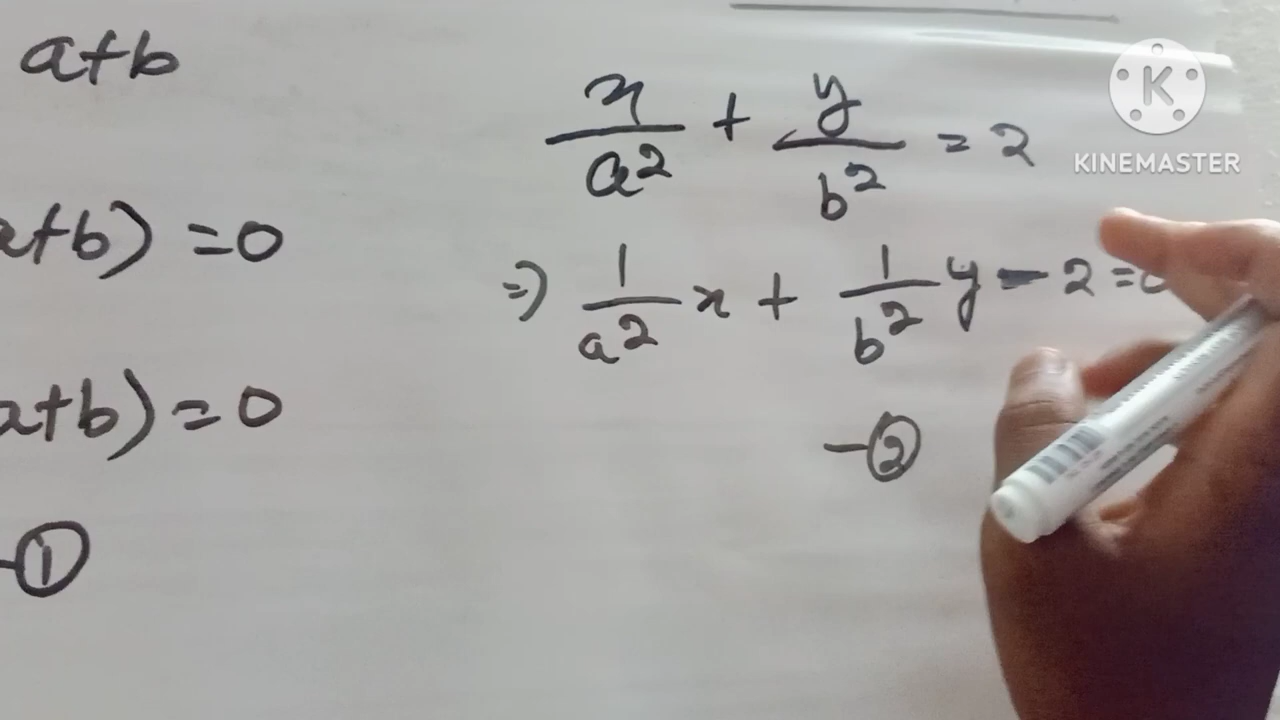 a+b
a+b) = 0
a+b) = 0
- ①
x/a² + y/b² = 2
⇒ 1/a² x + 1/b² y - 2 = 0
- ②
K
KINEMASTER